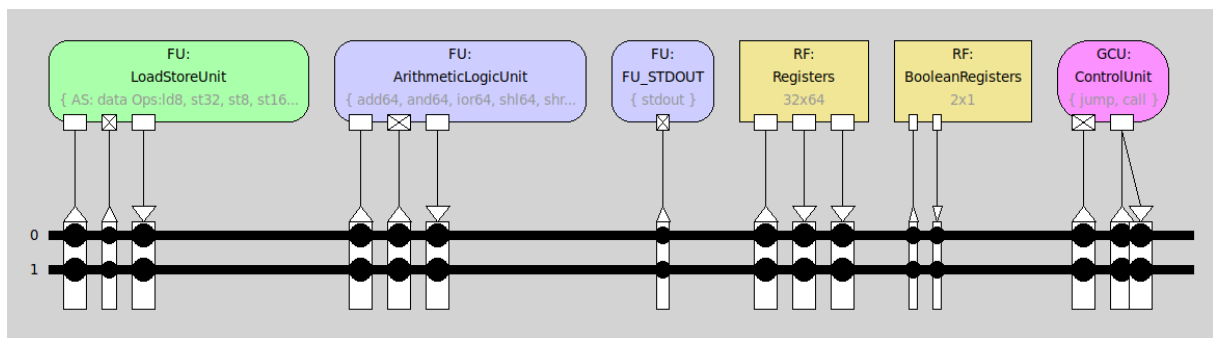 FU:
LoadStoreUnit
{ AS: data Ops:ld8, st32, st8, st16...
FU:
ArithmeticLogicUnit
{ add64, and64, ior64, shl64, shr...
FU:
FU_STDOUT
{ stdout }
RF:
Registers
32x64
RF:
BooleanRegisters
2x1
GCU:
ControlUnit
{ jump, call }
0
1